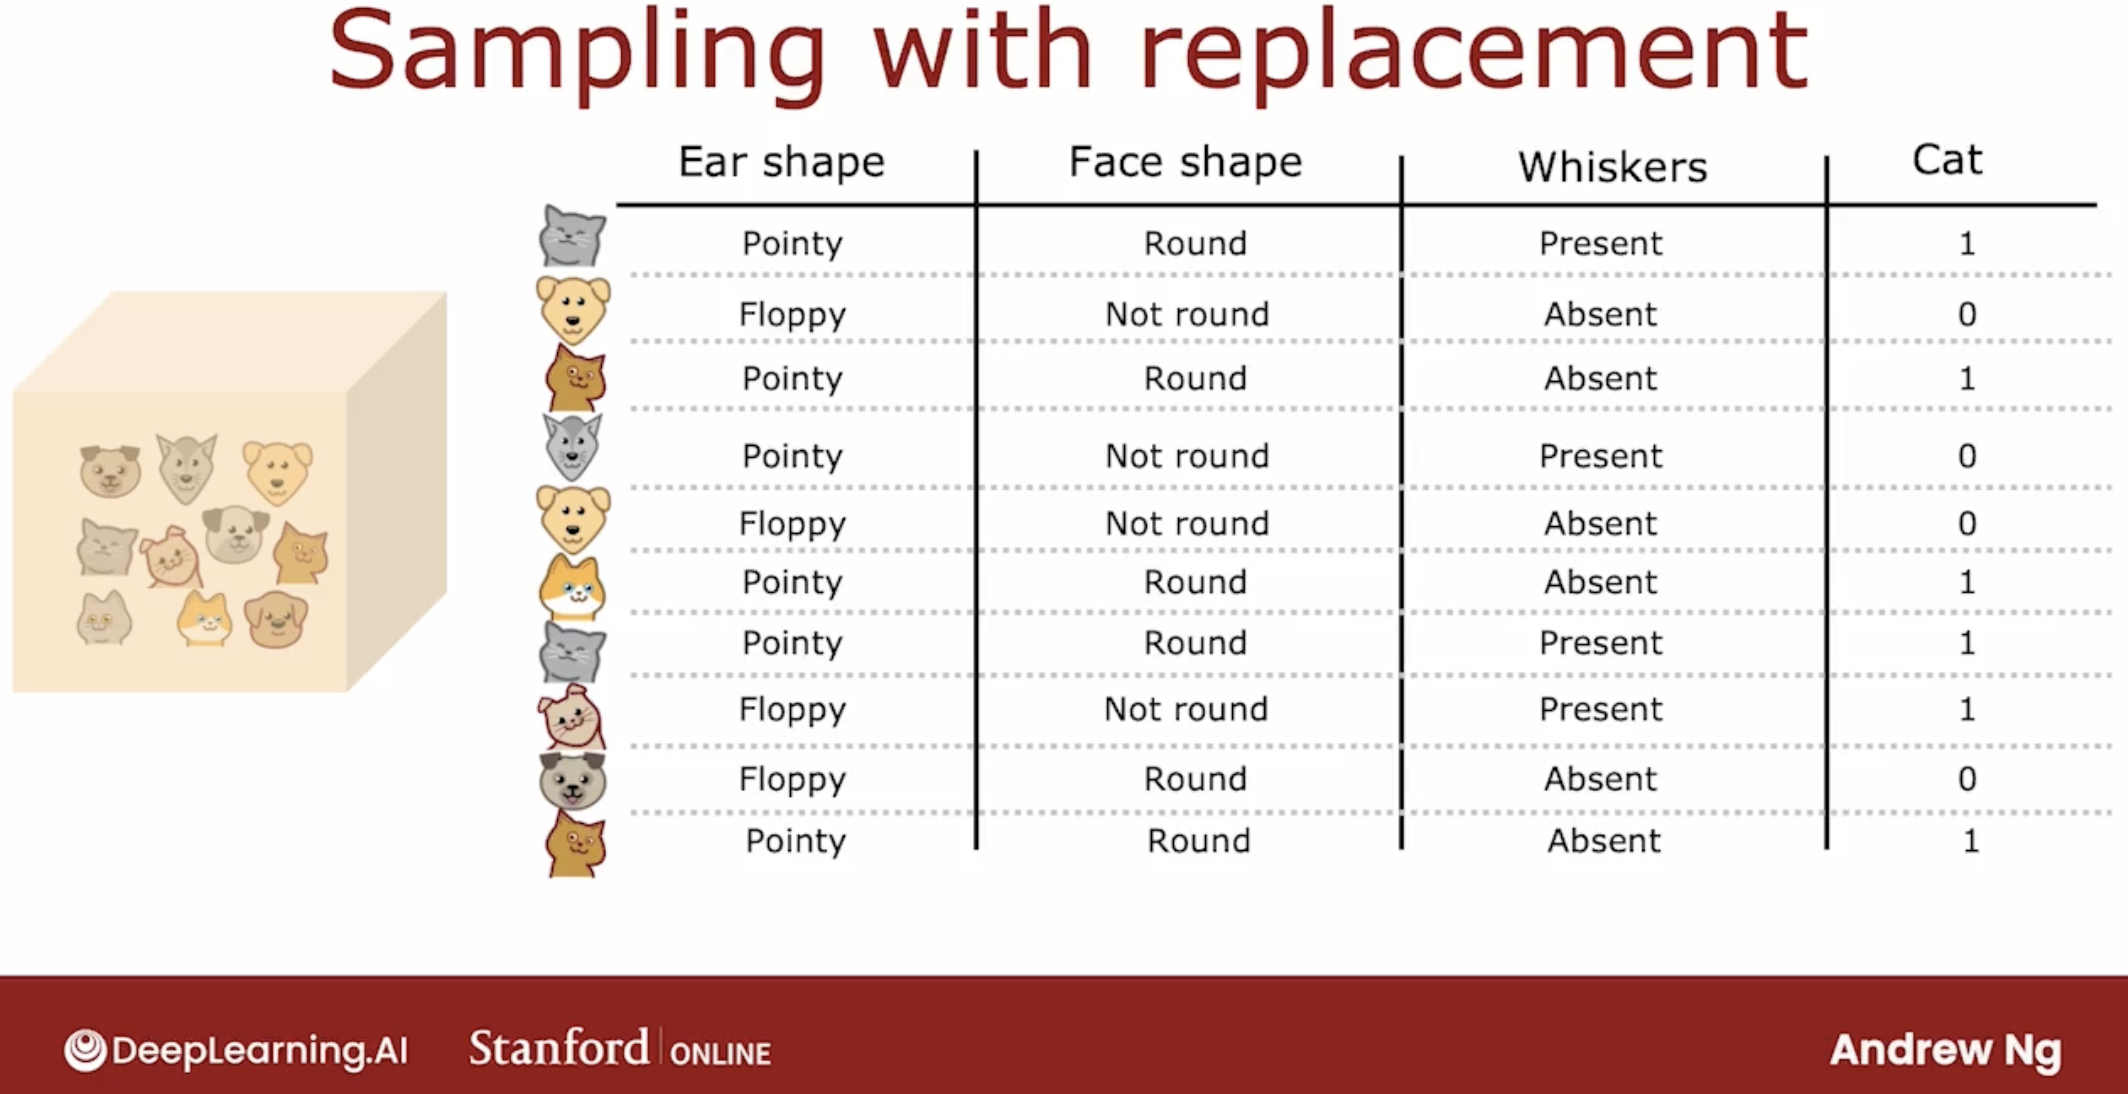 Sampling with replacement
Ear shape Face shape Whiskers Cat
Pointy Round Present 1
Floppy Not round Absent 0
Pointy Round Absent 1
Pointy Not round Present 0
Floppy Not round Absent 0
Pointy Round Absent 1
Pointy Round Present 1
Floppy Not round Present 1
Floppy Round Absent 0
Pointy Round Absent 1
DeepLearning.AI Stanford ONLINE Andrew Ng